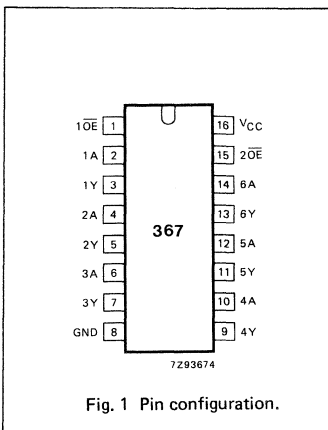 1OE 1 16 VCC
1A 2 15 2OE
1Y 3 14 6A
2A 4 13 6Y
367
2Y 5 12 5A
3A 6 11 5Y
3Y 7 10 4A
GND 8 9 4Y
7Z93674
Fig. 1 Pin configuration.